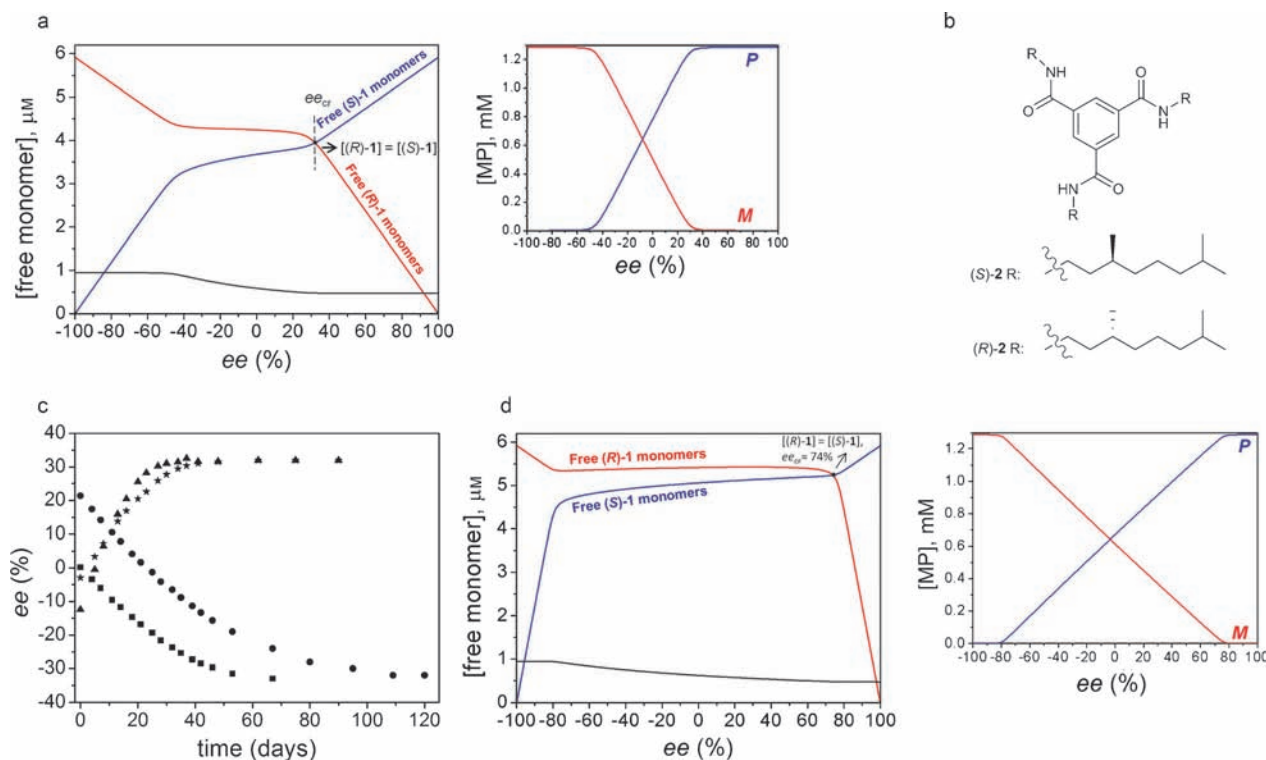 a
[free monomer], μM
6
5
4
3
2
1
0
ee_cr
Free (S)-1 monomers
[(R)-1] = [(S)-1]
Free (R)-1 monomers
-100 -80 -60 -40 -20 0 20 40 60 80 100
ee (%)
[MP], mM
1.2
1.0
0.8
0.6
0.4
0.2
0.0
P
M
-100 -80 -60 -40 -20 0 20 40 60 80 100
ee (%)
b
R
NH
O
O
N
H
R
NH
O
R
(S)-2 R:
(R)-2 R:
c
ee (%)
40
30
20
10
0
-10
-20
-30
-40
0 20 40 60 80 100 120
time (days)
d
[free monomer], μM
6
5
4
3
2
1
0
[(R)-1] = [(S)-1],
ee_cr= 74%
Free (R)-1 monomers
Free (S)-1 monomers
-100 -80 -60 -40 -20 0 20 40 60 80 100
ee (%)
[MP], mM
1.2
1.0
0.8
0.6
0.4
0.2
0.0
P
M
-100 -80 -60 -40 -20 0 20 40 60 80 100
ee (%)